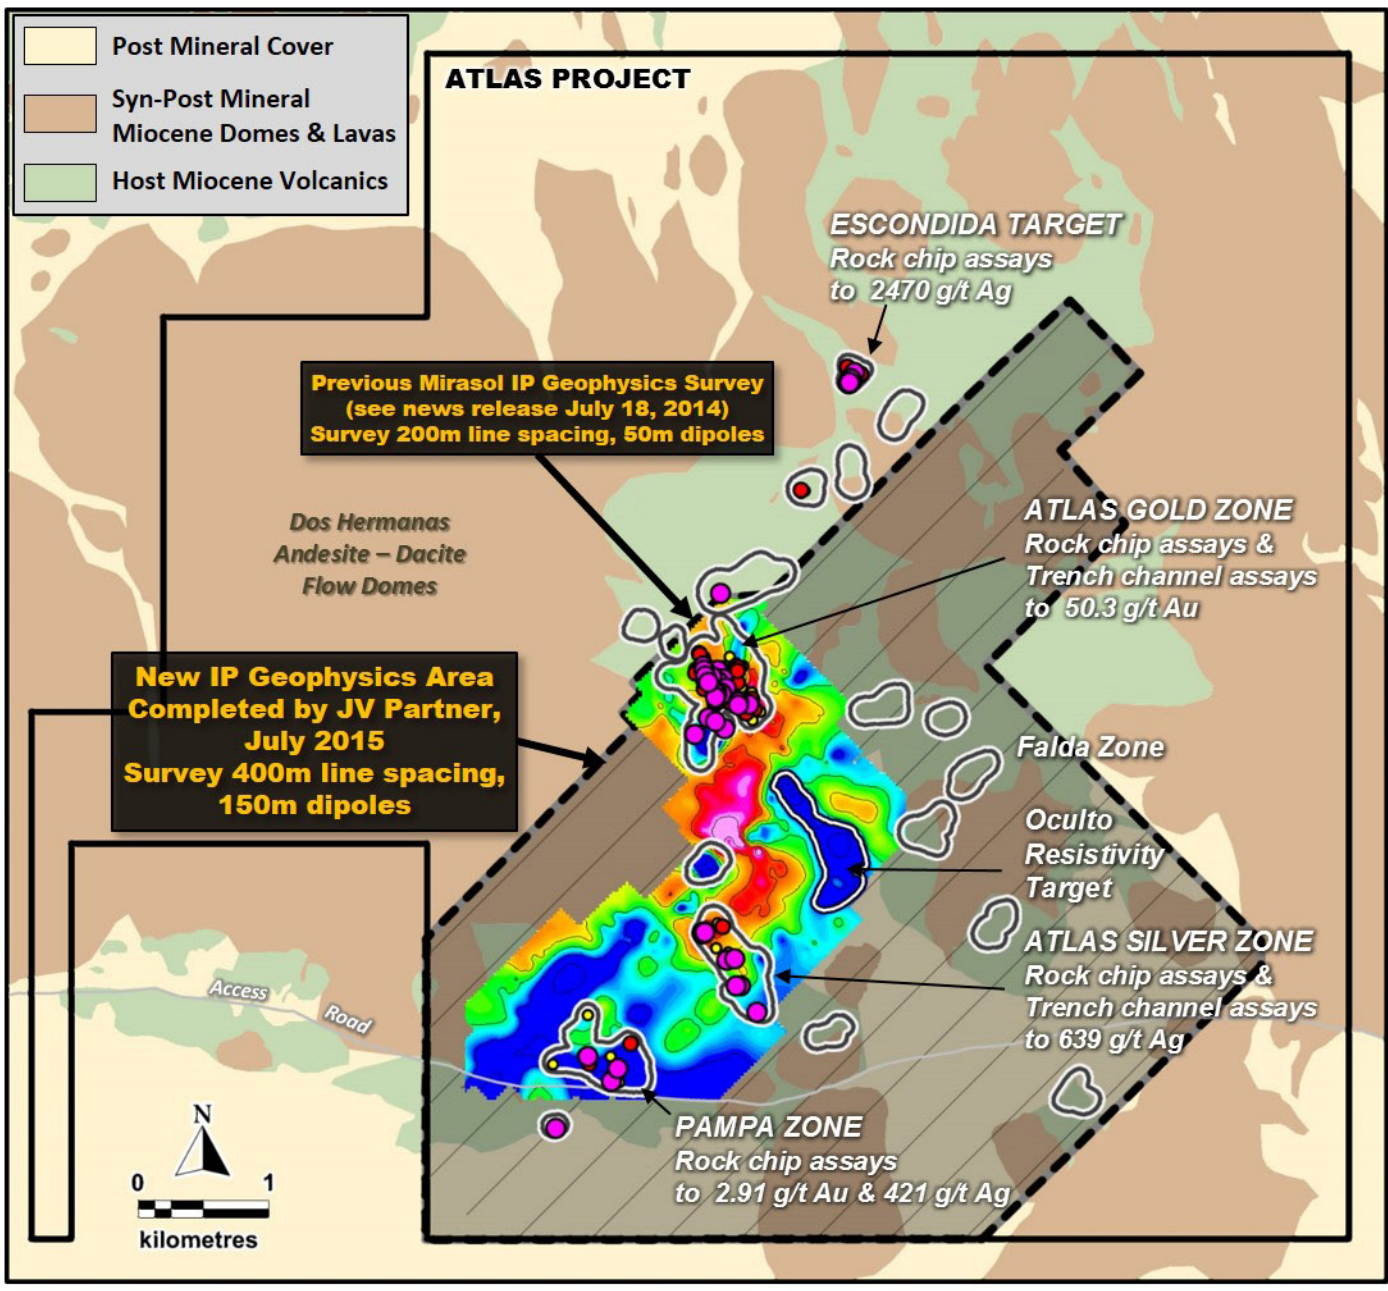 Post Mineral Cover
Syn-Post Mineral
Miocene Domes & Lavas
Host Miocene Volcanics
ATLAS PROJECT
ESCONDIDA TARGET
Rock chip assays
to 2470 g/t Ag
Previous Mirasol IP Geophysics Survey
(see news release July 18, 2014)
Survey 200m line spacing, 50m dipoles
Dos Hermanas
Andesite – Dacite
Flow Domes
ATLAS GOLD ZONE
Rock chip assays &
Trench channel assays
to 50.3 g/t Au
New IP Geophysics Area
Completed by JV Partner,
July 2015
Survey 400m line spacing,
150m dipoles
Falda Zone
Oculto
Resistivity
Target
ATLAS SILVER ZONE
Rock chip assays &
Trench channel assays
to 639 g/t Ag
Access
Road
PAMPA ZONE
Rock chip assays
to 2.91 g/t Au & 421 g/t Ag
N
0 1
kilometres